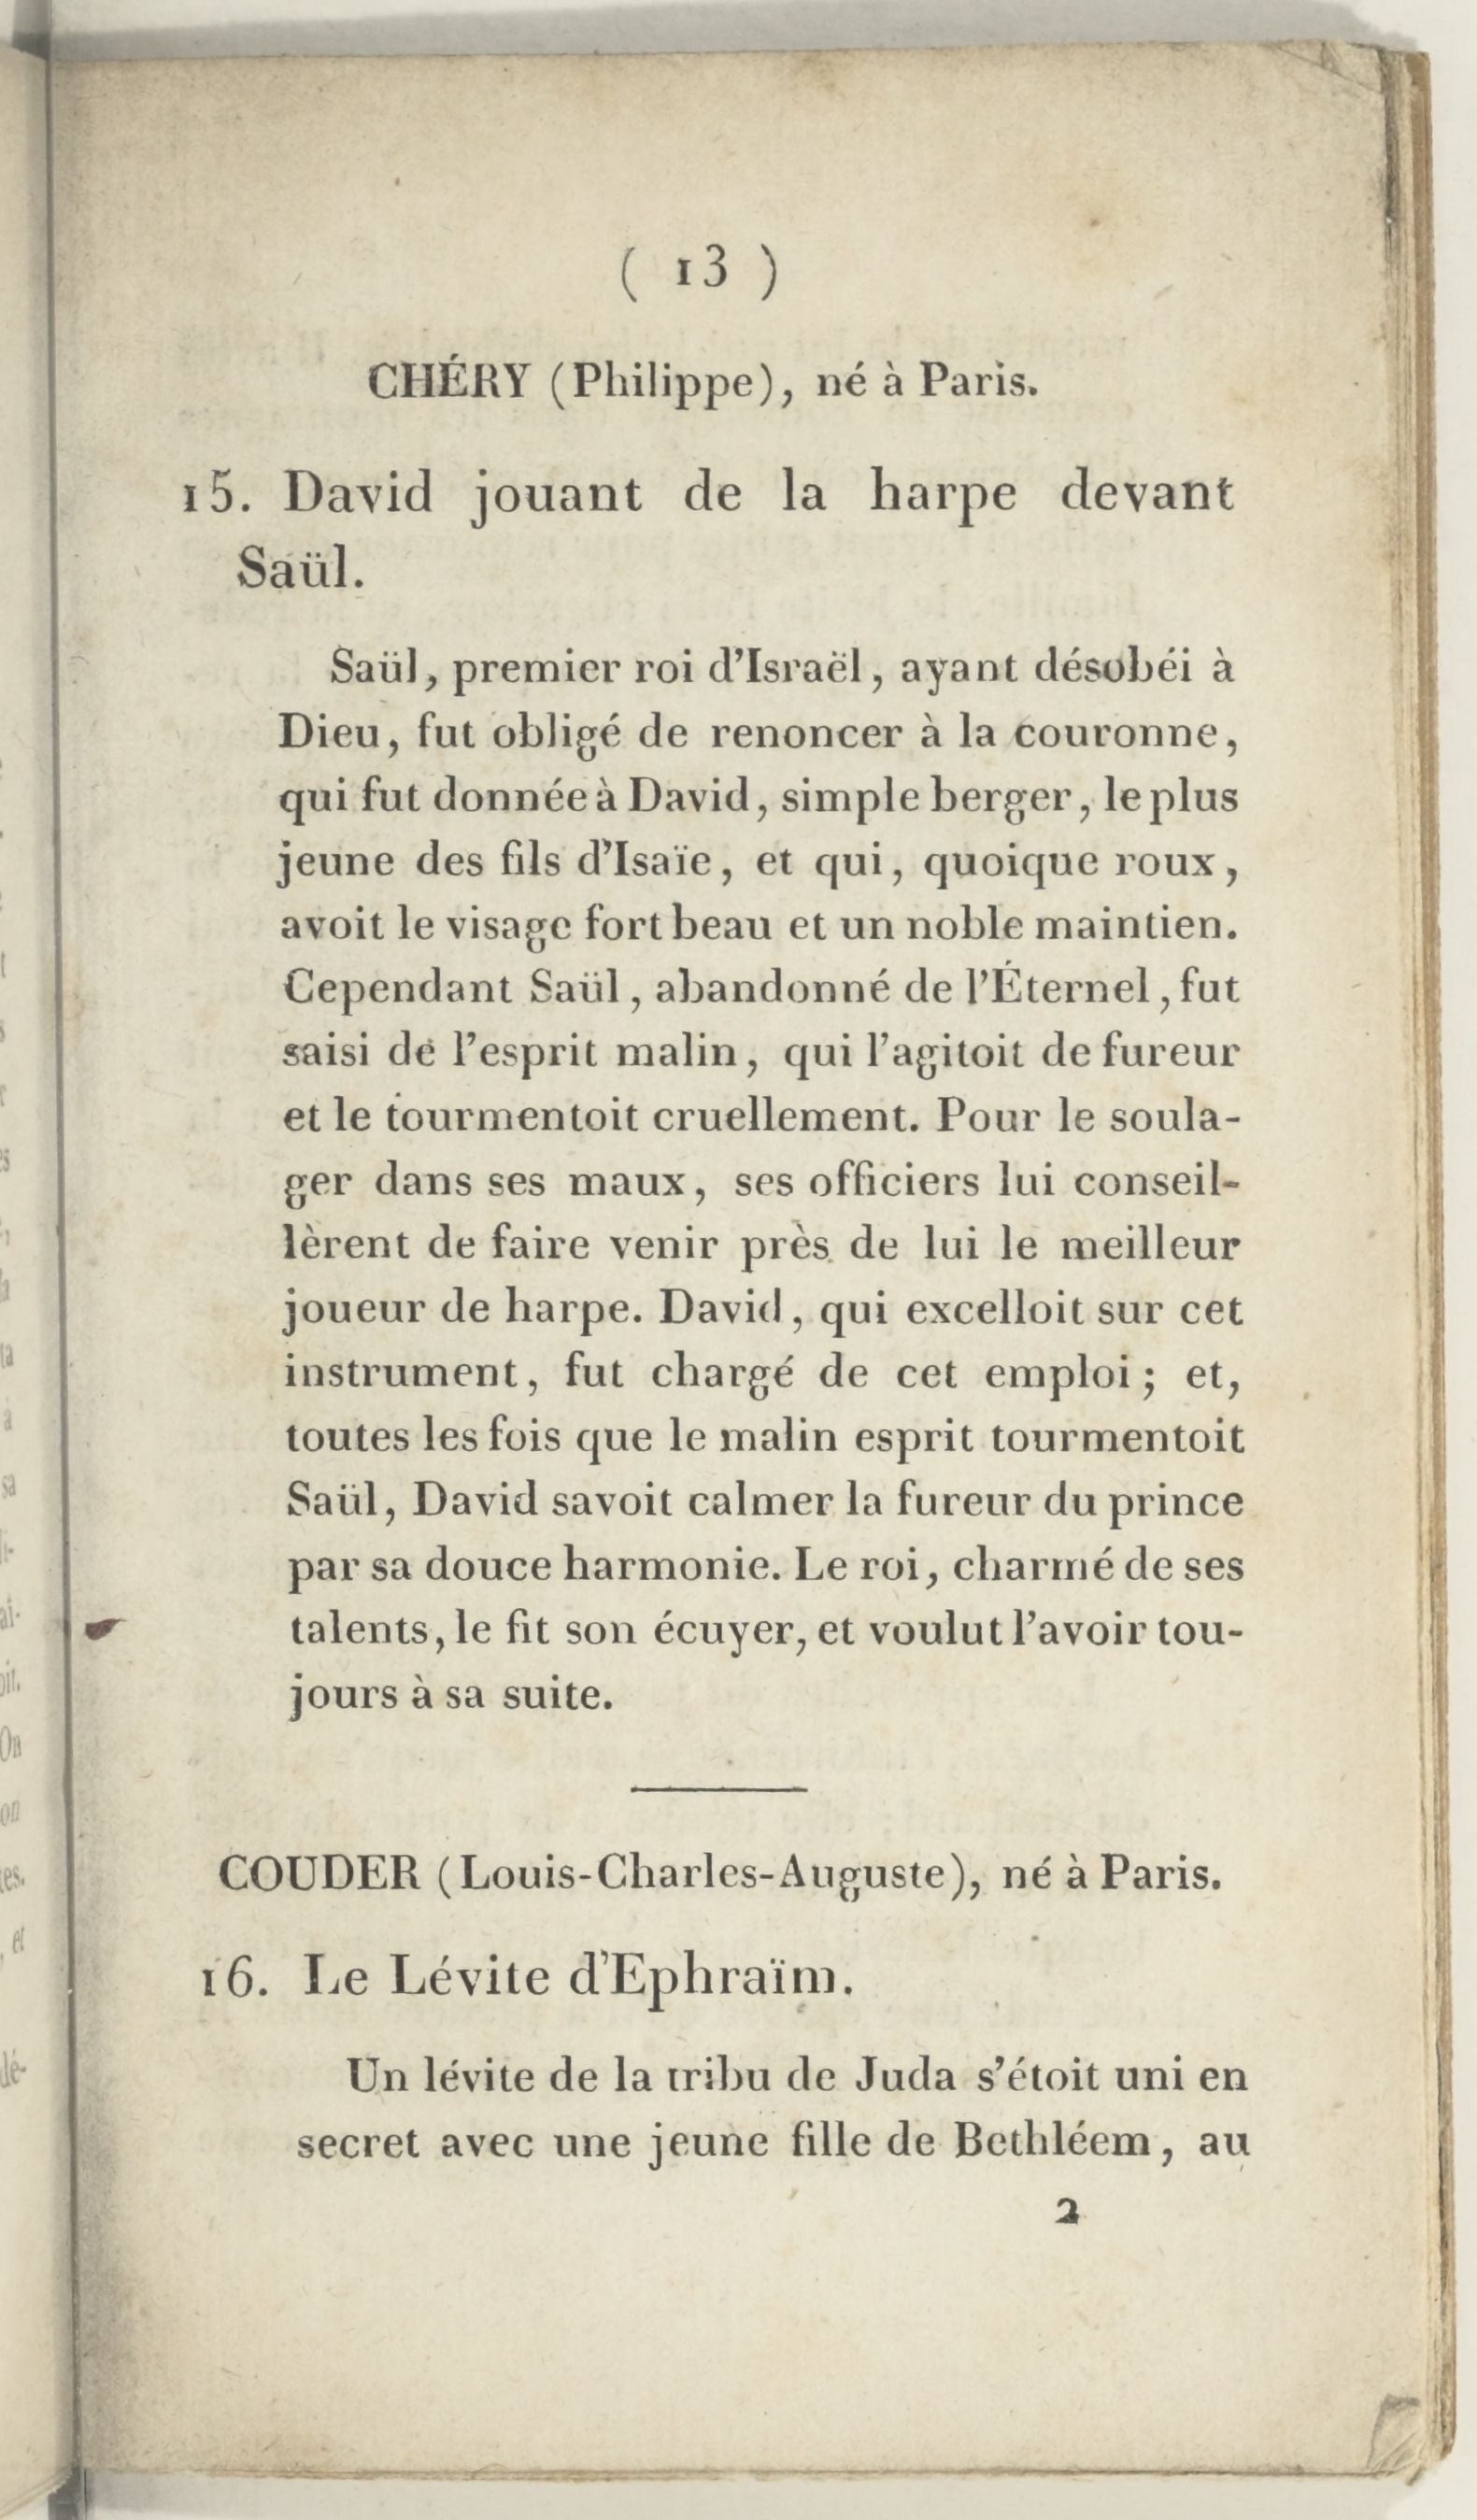 ( 13 )
CHÉRY (Philippe), né à Paris.
15. David jouant de la harpe devant
Saül.
Saül, premier roi d'Israël, ayant désobéi à
Dieu, fut obligé de renoncer à la couronne,
qui fut donnée à David, simple berger, le plus
jeune des fils d'Isaïe, et qui, quoique roux,
avoit le visage fort beau et un noble maintien.
Cependant Saül, abandonné de l'Éternel, fut
saisi de l'esprit malin, qui l'agitoit de fureur
et le tourmentoit cruellement. Pour le soula-
ger dans ses maux, ses officiers lui conseil-
lèrent de faire venir près de lui le meilleur
joueur de harpe. David, qui excelloit sur cet
instrument, fut chargé de cet emploi; et,
toutes les fois que le malin esprit tourmentoit
Saül, David savoit calmer la fureur du prince
par sa douce harmonie. Le roi, charmé de ses
talents, le fit son écuyer, et voulut l'avoir tou-
jours à sa suite.
COUDER (Louis-Charles-Auguste), né à Paris.
16. Le Lévite d'Ephraïm.
Un lévite de la tribu de Juda s'étoit uni en
secret avec une jeune fille de Bethléem, au
2